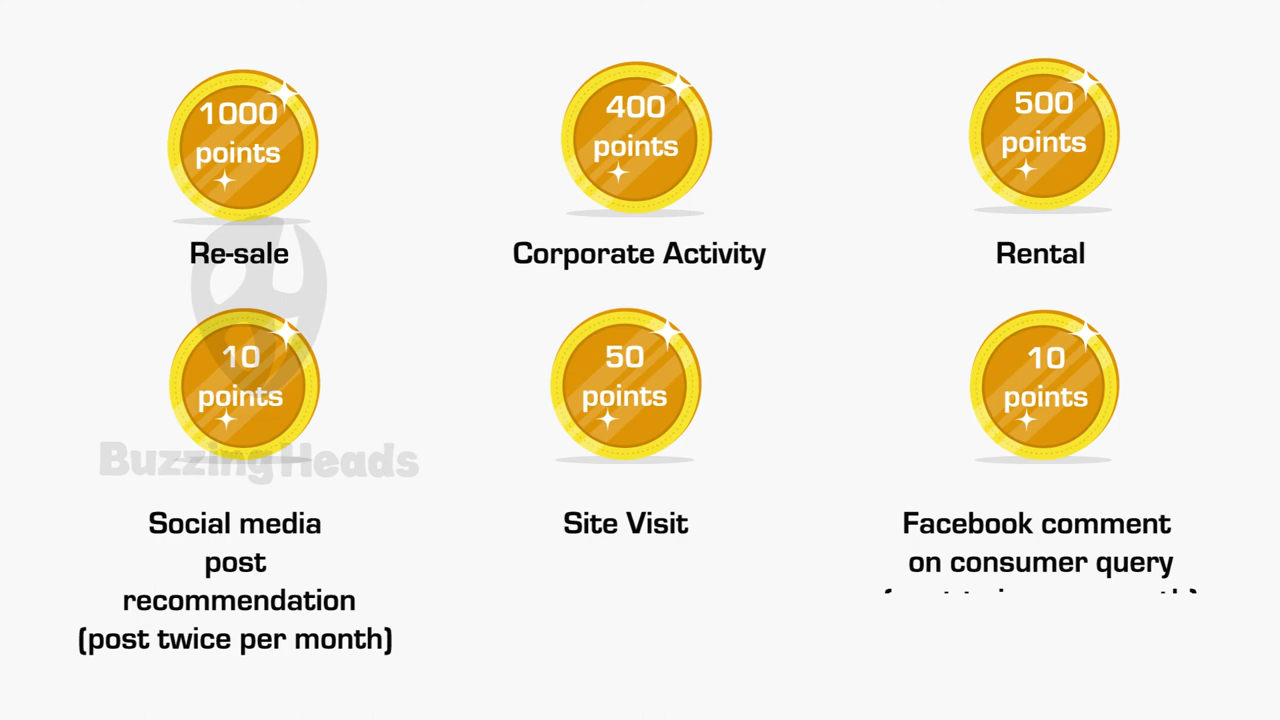 1000
points
400
points
500
points
Re-sale
Corporate Activity
Rental
10
points
50
points
10
points
BuzzingHeads
Social media
post
recommendation
(post twice per month)
Site Visit
Facebook comment
on consumer query